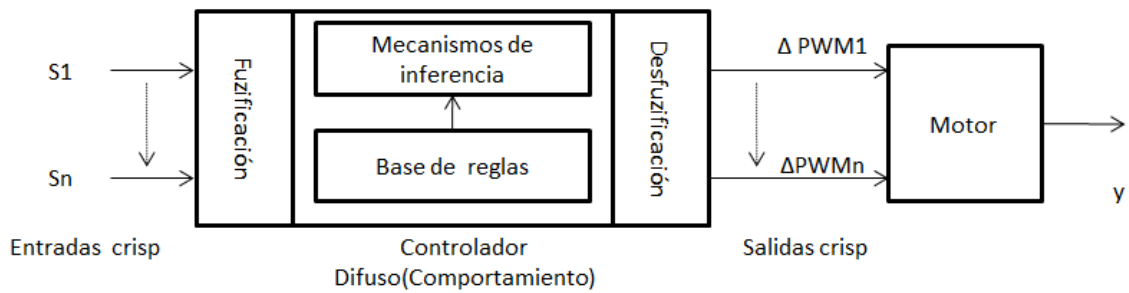 S1
Sn
Entradas crisp
Fuzificación
Mecanismos de
inferencia
Base de reglas
Controlador
Difuso(Comportamiento)
Desfuzificación
Δ PWM1
ΔPWMn
Salidas crisp
Motor
y